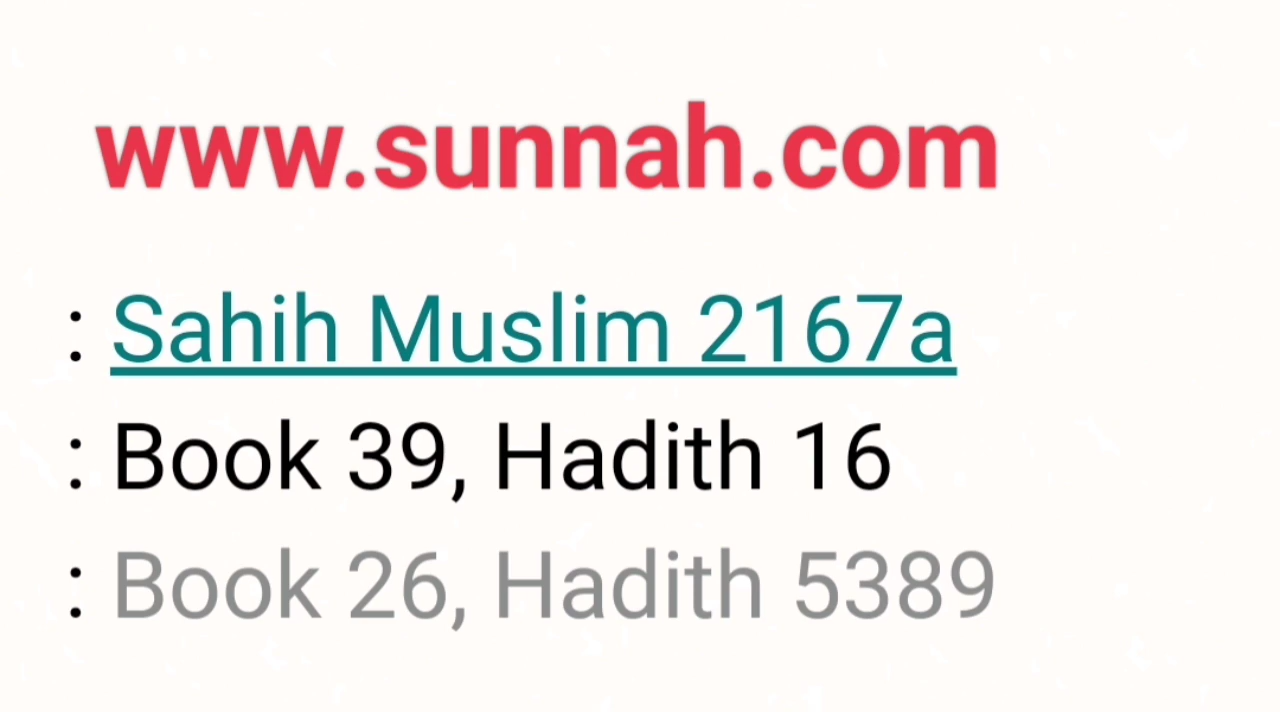 www.sunnah.com
: Sahih Muslim 2167a
: Book 39, Hadith 16
: Book 26, Hadith 5389